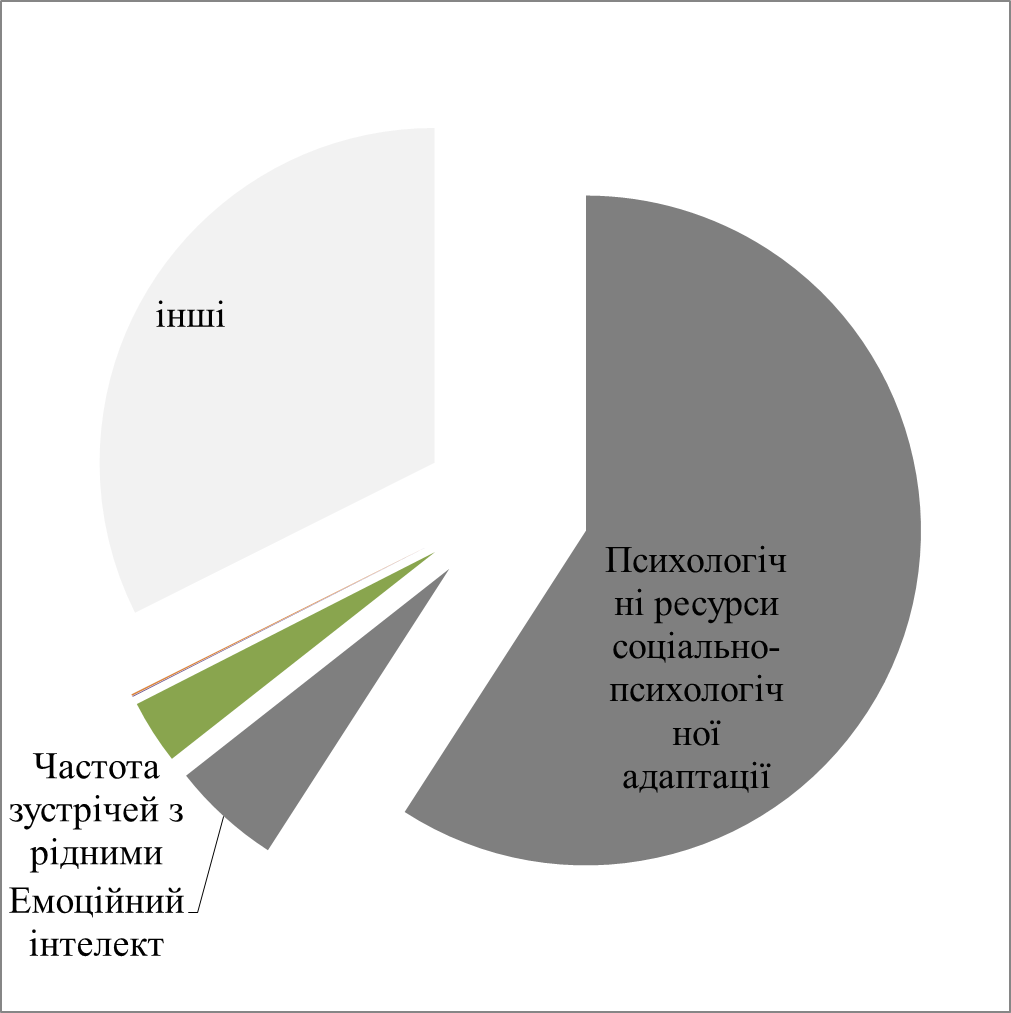 інші
Психологіч
ні ресурси
соціально-
психологіч
ної
адаптації
Частота
зустрічей з
рідними
Емоційний
інтелект